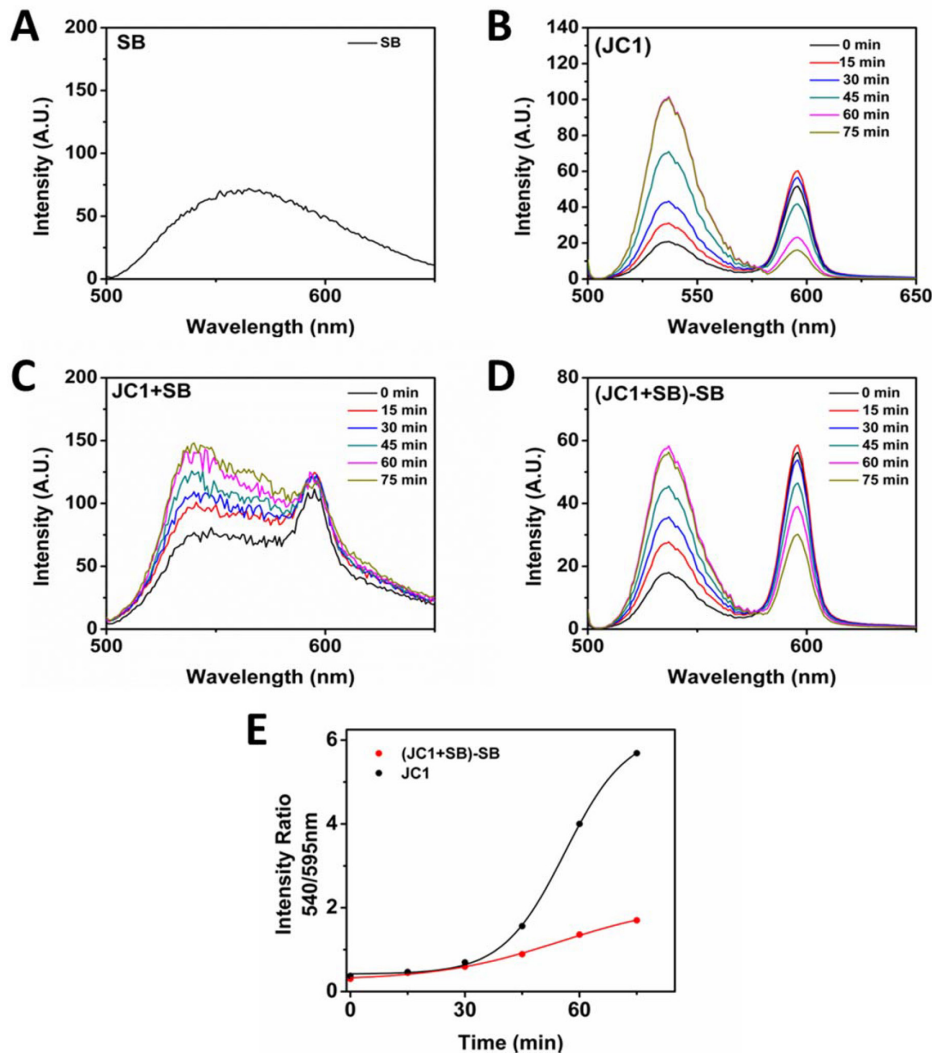 A
SB
SB
200
150
100
50
0
500
600
Intensity (A.U.)
Wavelength (nm)
B
(JC1)
0 min
15 min
30 min
45 min
60 min
75 min
140
120
100
80
60
40
20
0
500
550
600
650
Intensity (A.U.)
Wavelength (nm)
C
JC1+SB
0 min
15 min
30 min
45 min
60 min
75 min
200
150
100
50
0
500
600
Intensity (A.U.)
Wavelength (nm)
D
(JC1+SB)-SB
0 min
15 min
30 min
45 min
60 min
75 min
80
60
40
20
0
500
600
Intensity (A.U.)
Wavelength (nm)
E
(JC1+SB)-SB
JC1
6
4
2
0
0
30
60
Intensity Ratio
540/595nm
Time (min)